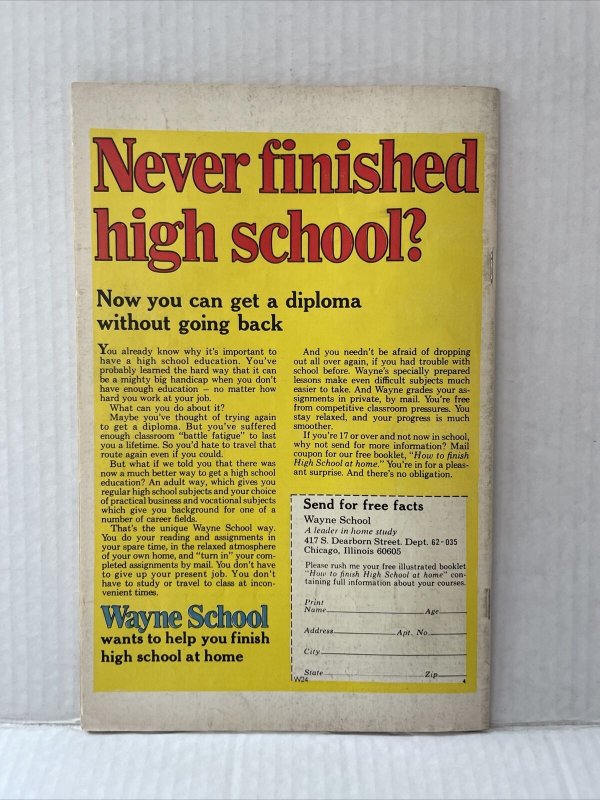 Never finished
high school?
Now you can get a diploma
without going back
You already know why it's important to
have a high school education. You've
probably learned the hard way that it can
be a mighty big handicap when you don't
have enough education – no matter how
hard you work at your job.
What can you do about it?
Maybe you've thought of trying again
to get a diploma. But you've suffered
enough classroom "battle fatigue" to last
you a lifetime. So you'd hate to travel that
route again even if you could.
But what if we told you that there was
now a much better way to get a high school
education? An adult way, which gives you
regular high school subjects and your choice
of practical business and vocational subjects
which give you background for one of a
number of career fields.
That's the unique Wayne School way.
You do your reading and assignments in
your spare time, in the relaxed atmosphere
of your own home, and "turn in" your com-
pleted assignments by mail. You don't have
to give up your present job. You don't
have to study or travel to class at incon-
venient times.
Wayne School
wants to help you finish
high school at home
And you needn't be afraid of dropping
out all over again, if you had trouble with
school before. Wayne's specially prepared
lessons make even difficult subjects much
easier to take. And Wayne grades your as-
signments in private, by mail. You're free
from competitive classroom pressures. You
stay relaxed, and your progress is much
smoother.
If you're 17 or over and not now in school,
why not send for more information? Mail
coupon for our free booklet, "How to finish
High School at home." You're in for a pleas-
ant surprise. And there's no obligation.
Send for free facts
Wayne School
A leader in home study
417 S. Dearborn Street. Dept. 62-035
Chicago, Illinois 60605
Please rush me your free illustrated booklet
"How to finish High School at home" con-
taining full information about your courses.
Print
Name Age
Address Apt. No.
City
State Zip
W24 4